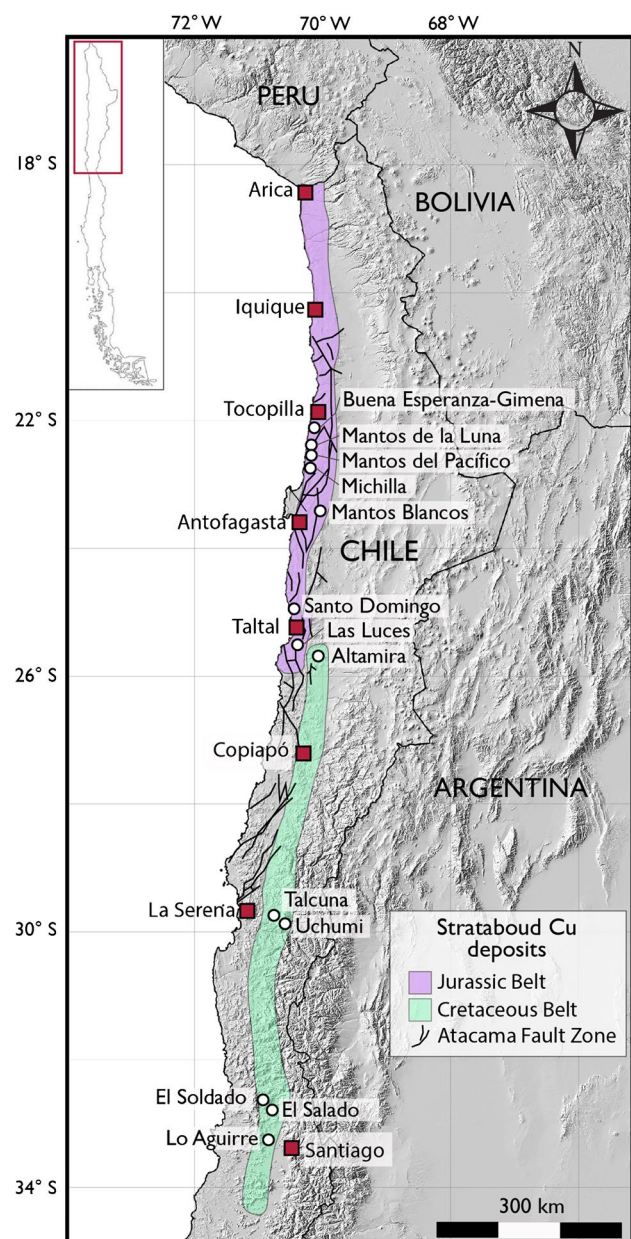 72° W
70° W
68° W
PERU
N
18° S
Arica
BOLIVIA
Iquique
Buena Esperanza-Gimena
Tocopilla
22° S
Mantos de la Luna
Mantos del Pacífico
Michilla
Mantos Blancos
Antofagasta
CHILE
Santo Domingo
Taltal
Las Luces
Altamira
26° S
Copiapó
ARGENTINA
Talcuna
La Serena
Uchumi
30° S
Strataboud Cu
deposits
Jurassic Belt
Cretaceous Belt
Atacama Fault Zone
El Soldado
El Salado
Lo Aguirre
Santiago
34° S
300 km